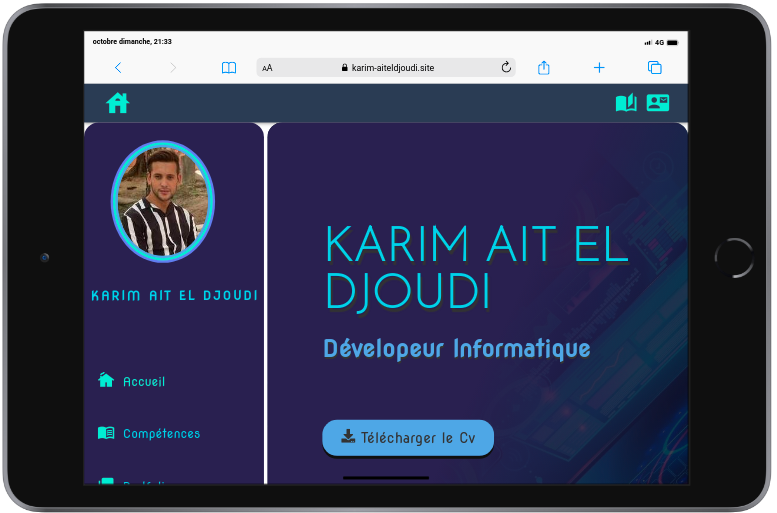 octobre dimanche, 21:33
4G
AA
karim-aiteldjoudi.site
KARIM AIT EL DJOUDI
Accueil
Compétences
KARIM AIT EL
DJOUDI
Dévelopeur Informatique
Télécharger le Cv